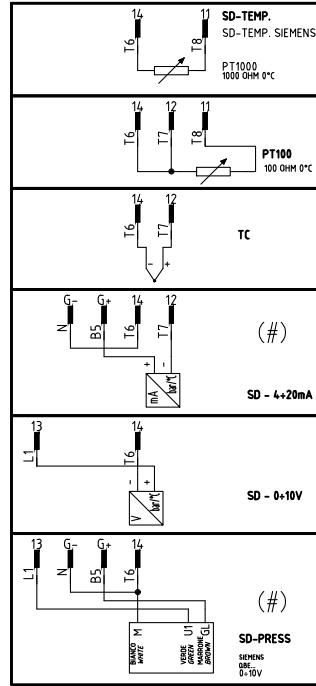 14 11 SD-TEMP.
SD-TEMP. SIEMENS
T6 T8
PT1000
1000 OHM 0°C
14 12 11
T6 T7 T8
PT100
100 OHM 0°C
14 12
T6 T7
TC
- +
G- G+ 14 12
N B5 T6 T7
(#)
+ -
mA bar/°C
SD - 4÷20mA
13 14
L1 T6
- +
V bar/°C
SD - 0÷10V
13 G- G+ 14
L1 N B5 T6
(#)
M U1 GL
BIANCO
WHITE
VERDE
GREEN
MARRONE
BROWN
SD-PRESS
SIEMENS
QBE..
0÷10V